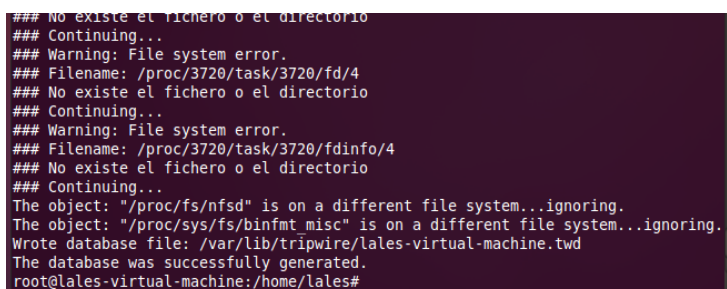 ### No existe el fichero o el directorio
### Continuing...
### Warning: File system error.
### Filename: /proc/3720/task/3720/fd/4
### No existe el fichero o el directorio
### Continuing...
### Warning: File system error.
### Filename: /proc/3720/task/3720/fdinfo/4
### No existe el fichero o el directorio
### Continuing...
The object: "/proc/fs/nfsd" is on a different file system...ignoring.
The object: "/proc/sys/fs/binfmt_misc" is on a different file system...ignoring.
Wrote database file: /var/lib/tripwire/lales-virtual-machine.twd
The database was successfully generated.
root@lales-virtual-machine:/home/lales#